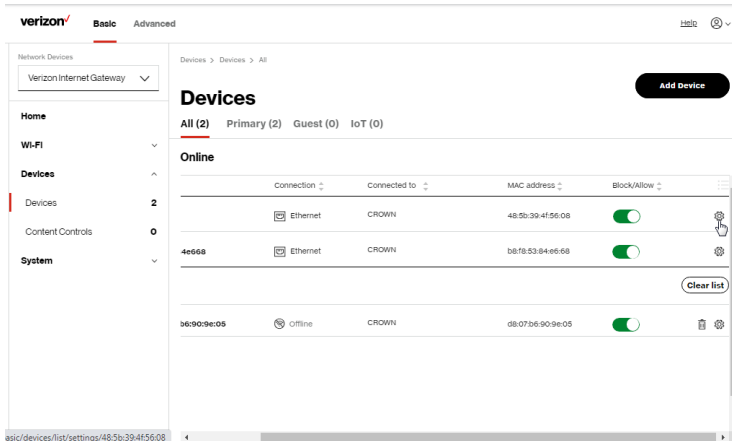 verizon✓ Basic Advanced Help
Network Devices
Verizon Internet Gateway
Devices > Devices > All
Add Device
Devices
Home
All (2) Primary (2) Guest (0) IoT (0)
Wi-Fi
Online
Devices
Connection Connected to MAC address Block/Allow
Devices 2
Ethernet CROWN 48:5b:39:4f:56:08
Content Controls 0
4e668 Ethernet CROWN b8:f8:53:84:e6:68
System
Clear list
b6:90:9e:05 Offline CROWN d8:07:b6:90:9e:05
asic/devices/list/settings/48:5b:39:4f:56:08